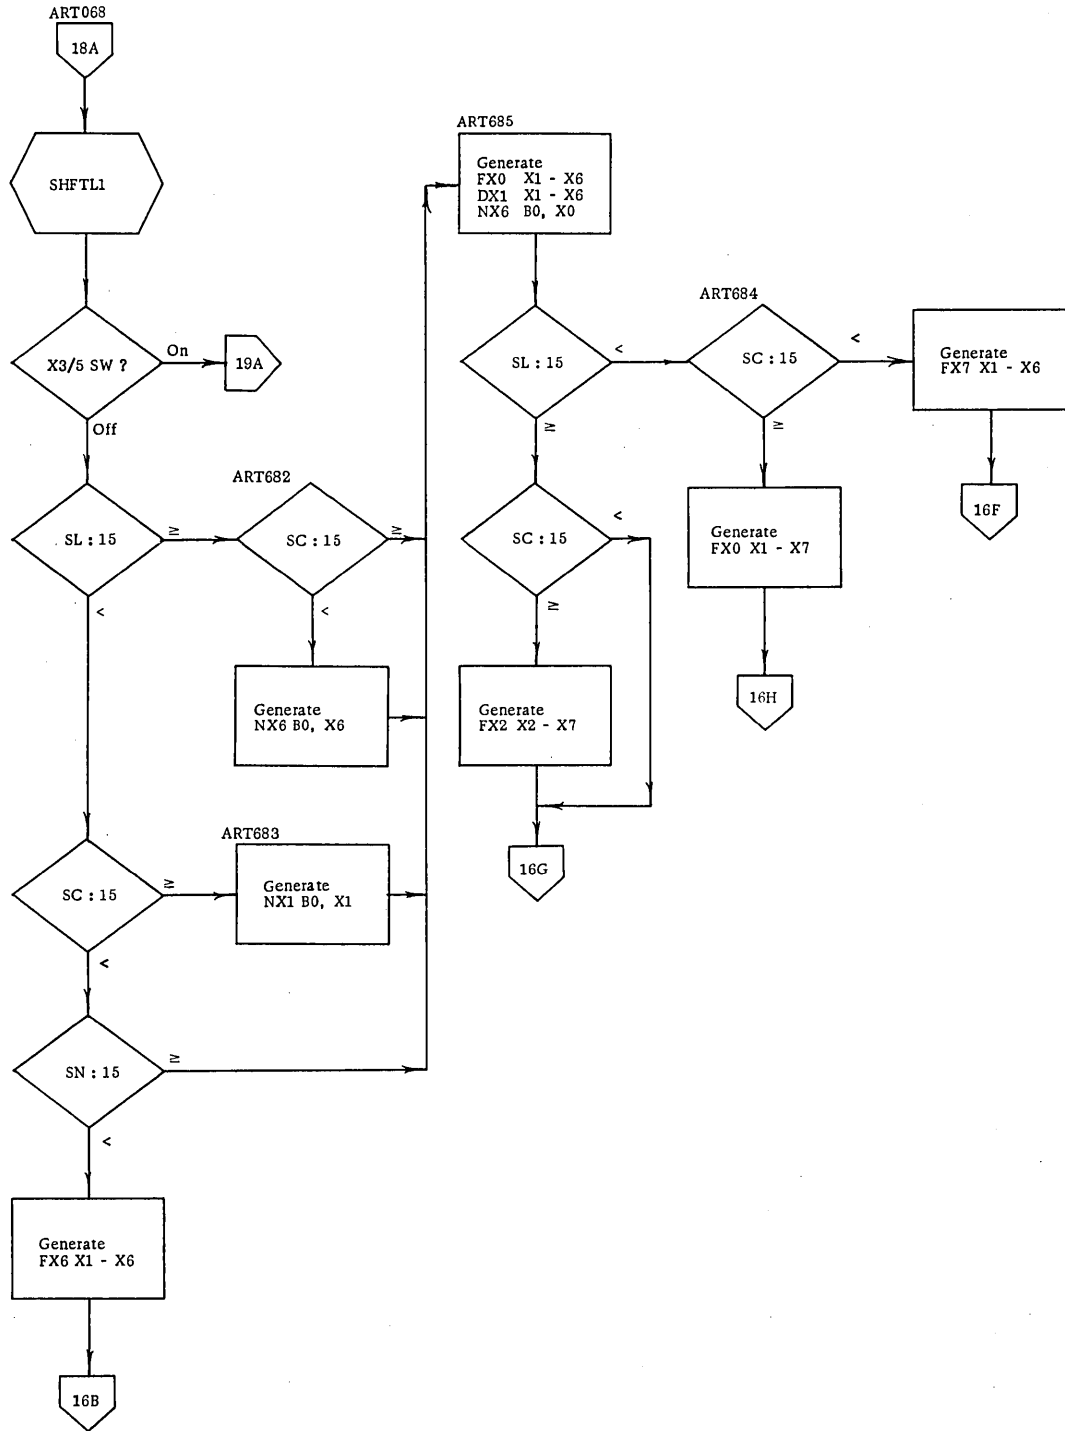 ART068
18A
SHFTL1
X3/5 SW ?
On
19A
Off
SL : 15
≥
<
ART682
SC : 15
≥
<
Generate
NX6 B0, X6
SC : 15
≥
<
ART683
Generate
NX1 B0, X1
SN : 15
≥
<
Generate
FX6 X1 - X6
16B
ART685
Generate
FX0 X1 - X6
DX1 X1 - X6
NX6 B0, X0
SL : 15
<
≥
SC : 15
<
≥
Generate
FX2 X2 - X7
16G
ART684
SC : 15
<
≥
Generate
FX0 X1 - X7
16H
Generate
FX7 X1 - X6
16F